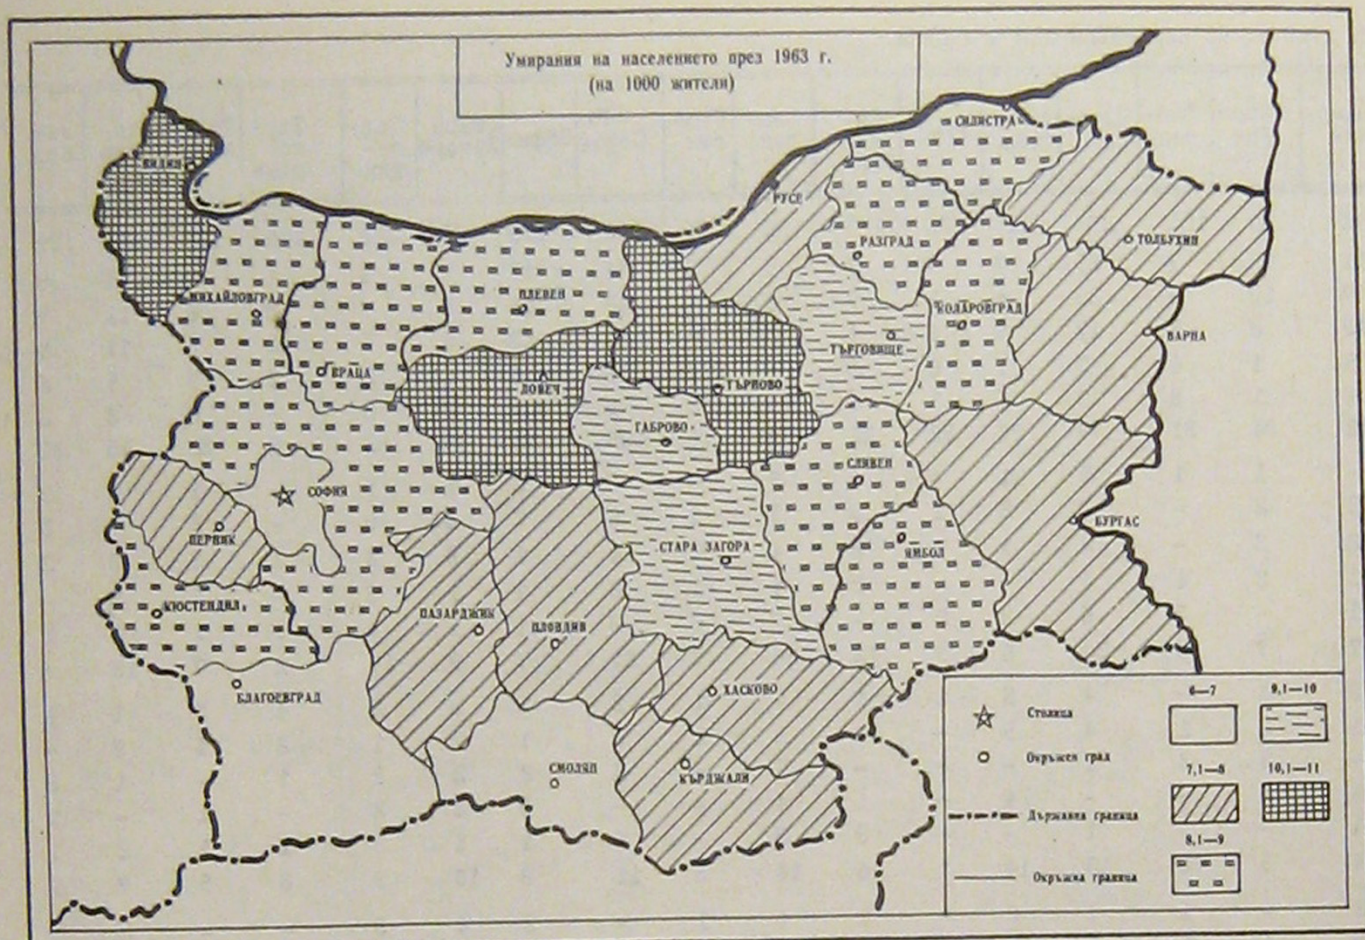 Умирания на населението през 1963 г.
(на 1000 жители)
СИЛИСТРА
ВИДИН
РУСЕ
ТОЛБУХИН
РАЗГРАД
МИХАЙЛОВГРАД
ПЛЕВЕН
КОЛАРОВГРАД
ВАРНА
ТЪРГОВИЩЕ
ВРАЦА
ЛОВЕЧ
ТЪРНОВО
ГАБРОВО
СЛИВЕН
СОФИЯ
БУРГАС
ПЕРНИК
СТАРА ЗАГОРА
ЯМБОЛ
КЮСТЕНДИЛ
ПАЗАРДЖИК
ПЛОВДИВ
БЛАГОЕВГРАД
ХАСКОВО
СМОЛЯН
КЪРДЖАЛИ
6—7
9,1—10
Столица
Окръжен град
7,1—8
10,1—11
Държавна граница
8,1—9
Окръжна граница